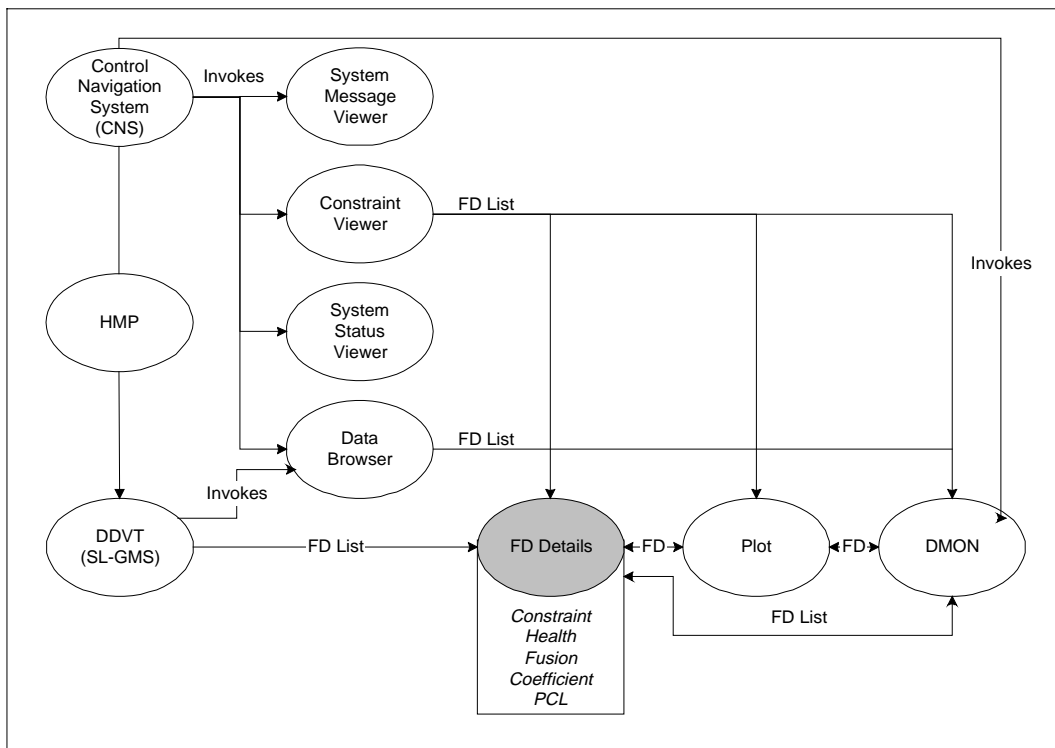 Control
Navigation
System
(CNS)
Invokes
System
Message
Viewer
Constraint
Viewer
FD List
Invokes
HMP
System
Status
Viewer
Data
Browser
FD List
Invokes
DDVT
(SL-GMS)
FD List
FD Details
FD
Plot
FD
DMON
Constraint
Health
Fusion
Coefficient
PCL
FD List